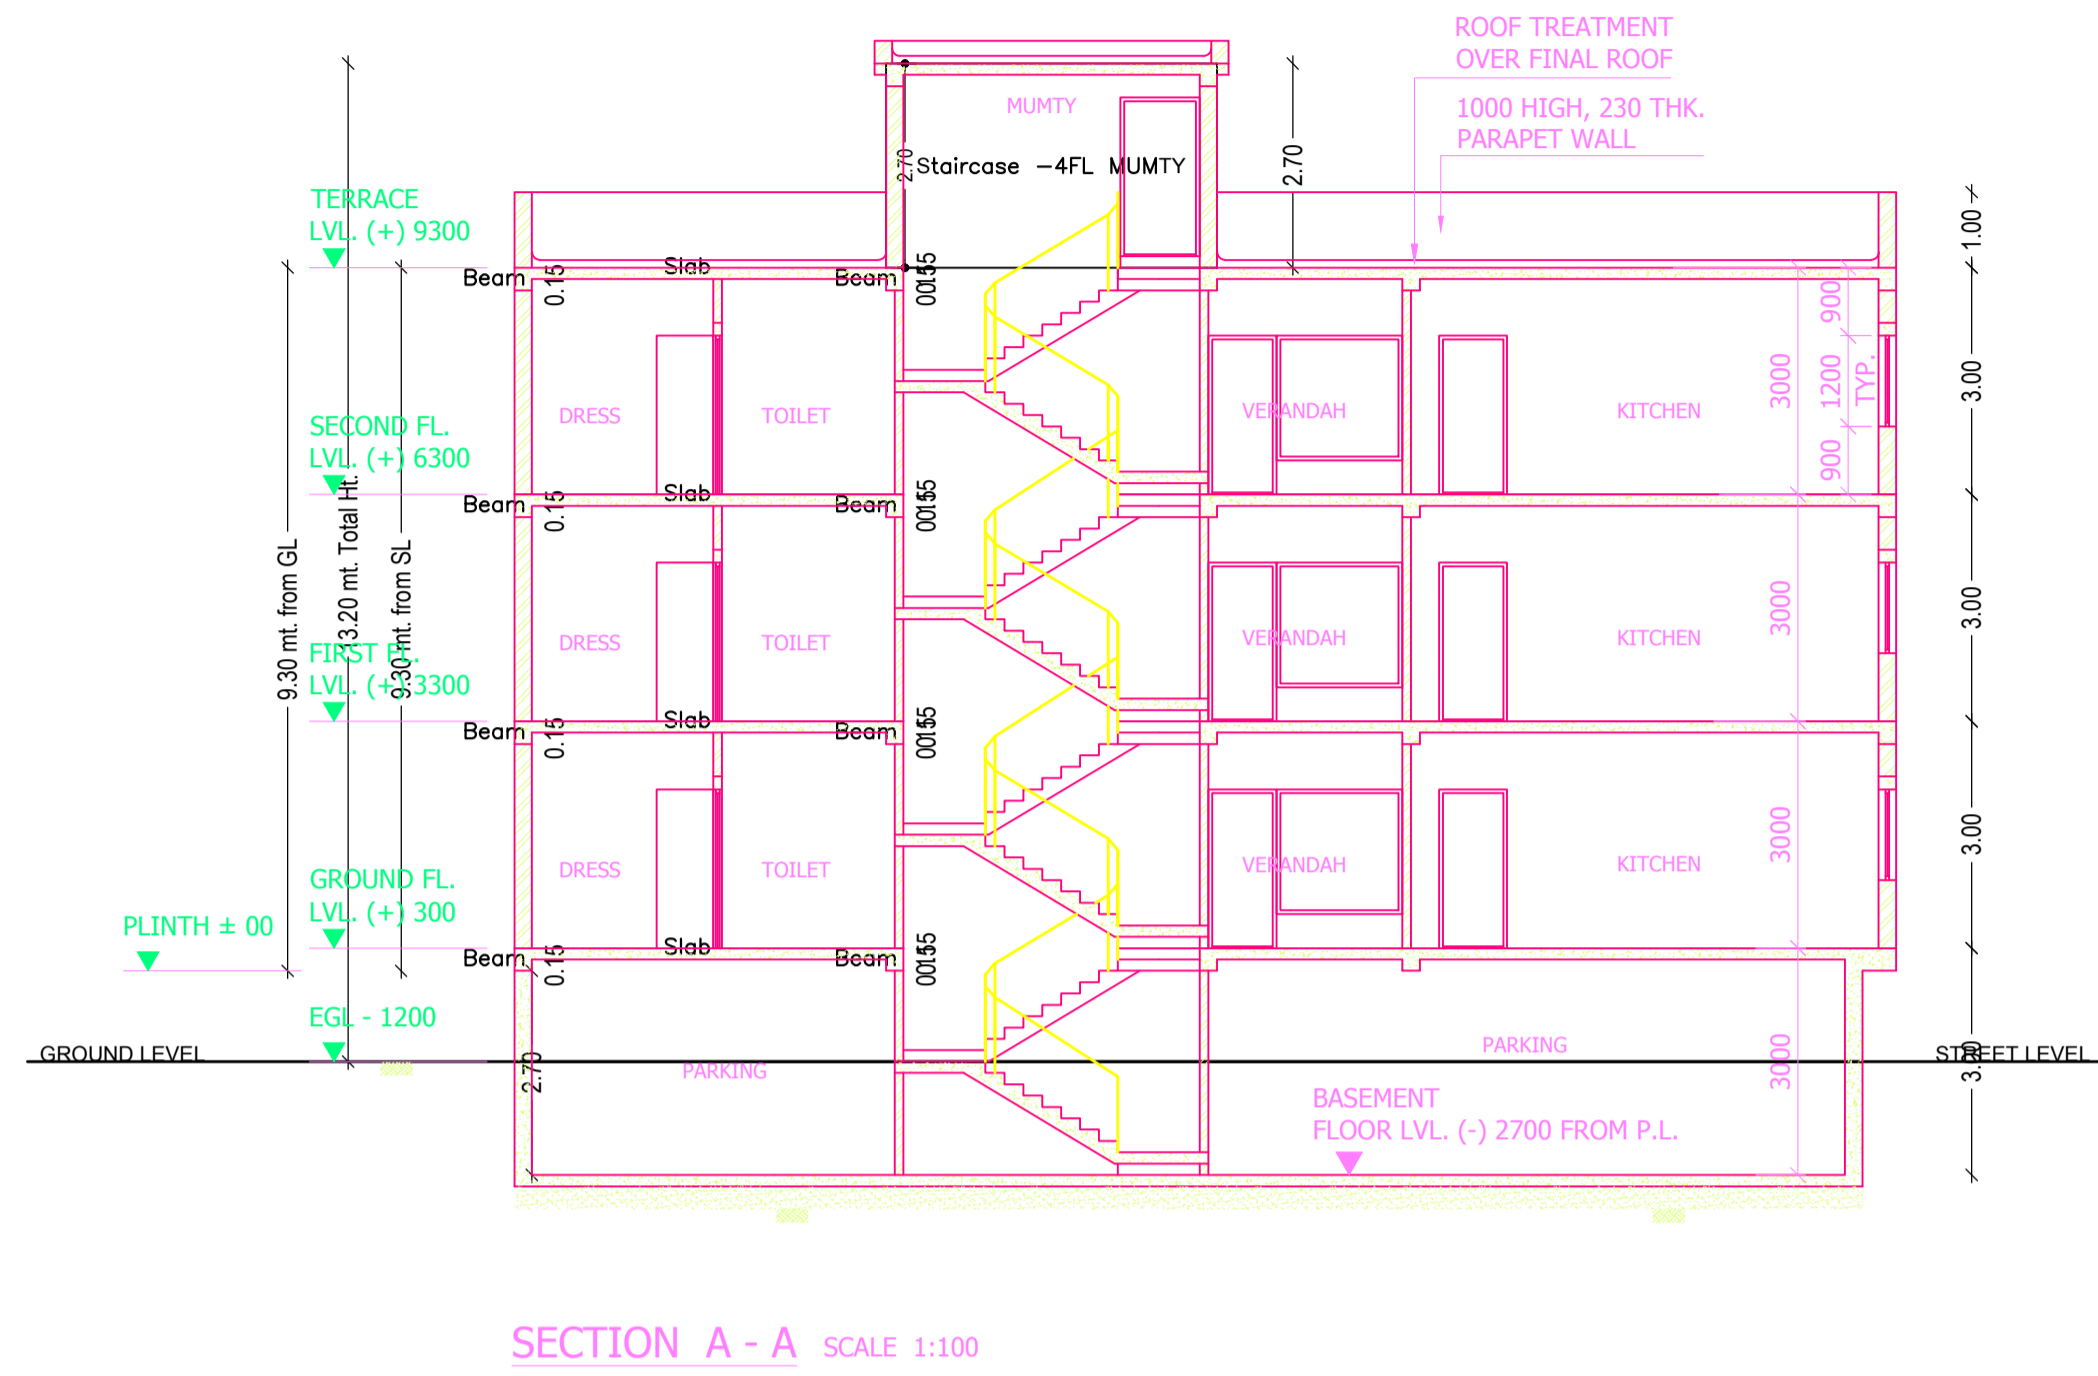 ROOF TREATMENT
OVER FINAL ROOF
1000 HIGH, 230 THK.
PARAPET WALL
MUMTY
2.70
Staircase -4FL MUMTY
2.70
TERRACE
LVL. (+) 9300
1.00
Beam
0.15
Slab
Beam
900
3000
1200
TYP.
3.00
DRESS
TOILET
VERANDAH
KITCHEN
SECOND FL.
LVL. (+) 6300
900
Beam
0.15
Slab
Beam
9.30 mt. from GL
13.20 mt. Total Ht.
9.30 mt. from SL
3000
3.00
DRESS
TOILET
VERANDAH
KITCHEN
FIRST FL.
LVL. (+) 3300
Beam
0.15
Slab
Beam
3000
3.00
DRESS
TOILET
VERANDAH
KITCHEN
GROUND FL.
LVL. (+) 300
PLINTH ± 00
Beam
0.15
Slab
Beam
EGL - 1200
GROUND LEVEL
STREET LEVEL
2.70
PARKING
PARKING
3000
BASEMENT
FLOOR LVL. (-) 2700 FROM P.L.
SECTION A - A SCALE 1:100